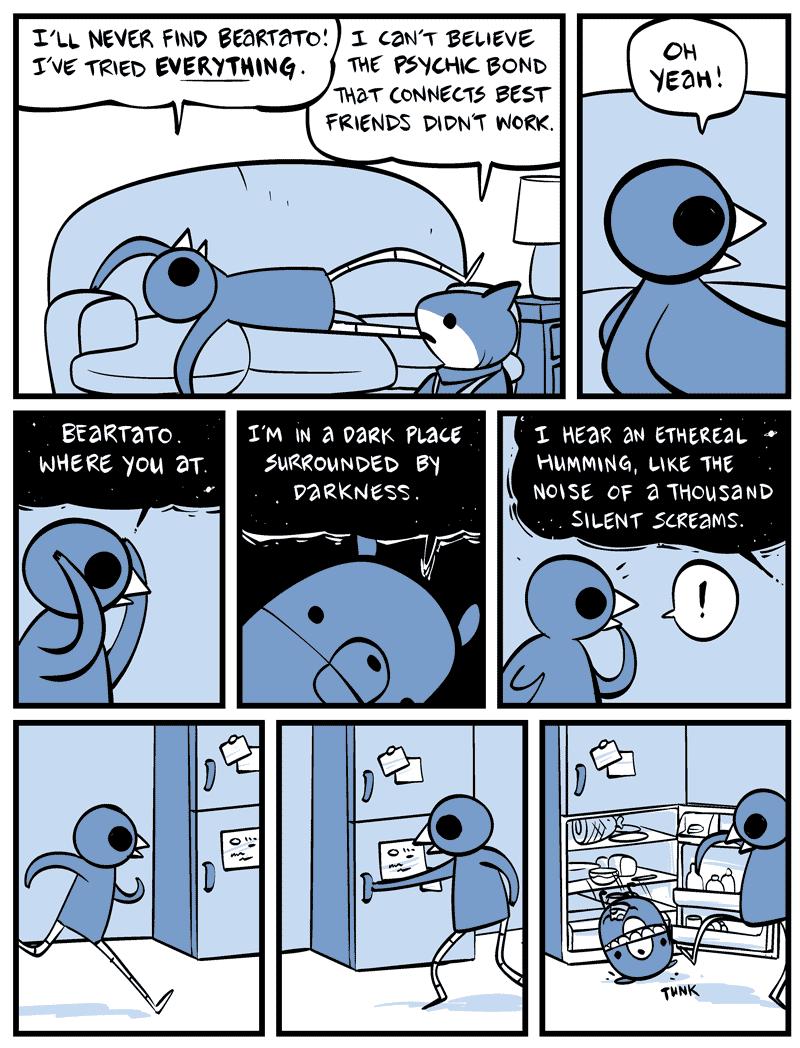 I'LL NEVER FIND BEARTATO!
I'VE TRIED EVERYTHING.
I CAN'T BELIEVE
THE PSYCHIC BOND
THAT CONNECTS BEST
FRIENDS DIDN'T WORK.
OH
YEAH!
BEARTATO.
WHERE YOU AT.
I'M IN A DARK PLACE
SURROUNDED BY
DARKNESS.
I HEAR AN ETHEREAL
HUMMING, LIKE THE
NOISE OF A THOUSAND
SILENT SCREAMS.
!
TUNK